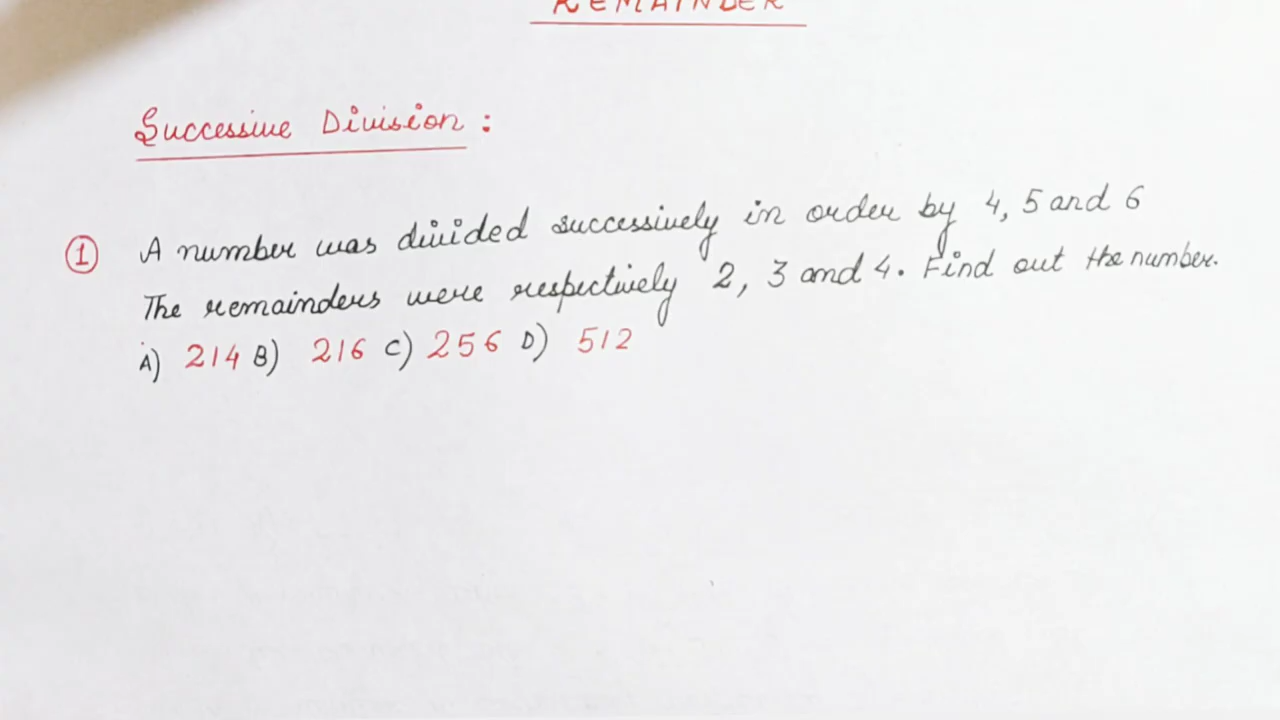 REMAINDER
Successive Division :
1 A number was divided successively in order by 4, 5 and 6
The remainders were respectively 2, 3 and 4. Find out the number.
A) 214 B) 216 C) 256 D) 512